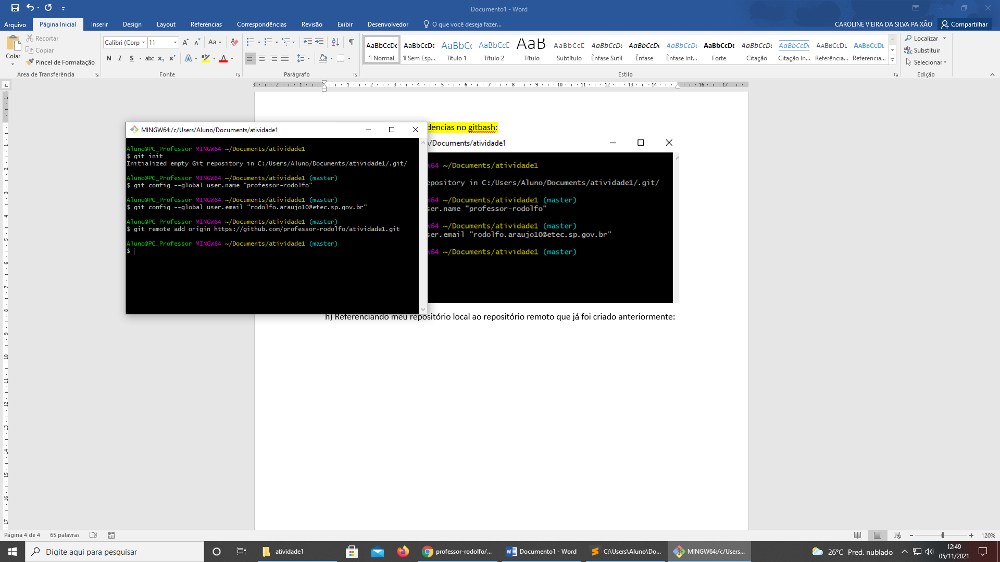 Documento1 - Word
Arquivo Página Inicial Inserir Design Layout Referências Correspondências Revisão Exibir Desenvolvedor O que você deseja fazer... CAROLINE VIEIRA DA SILVA PAIXÃO Compartilhar
Colar
Recortar
Copiar
Pincel de Formatação
Área de Transferência
Calibri (Corp 11
Aa
N I S abc x₂ x²
Fonte
Parágrafo
AaBbCcDc AaBbCcDc AaBbCc AaBbCcD AaB AaBbCcD AaBbCcDc AaBbCcDc AaBbCcDc AaBbCcDc AaBbCcDc AaBbCcDc AABBCCDD AABBCCDD
¶ Normal ¶ Sem Esp... Título 1 Título 2 Título Subtítulo Ênfase Sutil Ênfase Ênfase Int... Forte Citação Citação In... Referência... Referência...
Estilo
Localizar
Substituir
Selecionar
Edição
3 2 1 1 2 3 4 5 6 7 8 9 10 11 12 13 14 16 17
dencias no gitbash:
MINGW64:/c/Users/Aluno/Documents/atividade1
Aluno@PC_Professor MINGW64 ~/Documents/atividade1
$ git init
Initialized empty Git repository in C:/Users/Aluno/Documents/atividade1/.git/
Aluno@PC_Professor MINGW64 ~/Documents/atividade1 (master)
$ git config --global user.name "professor-rodolfo"
Aluno@PC_Professor MINGW64 ~/Documents/atividade1 (master)
$ git config --global user.email "rodolfo.araujo10@etec.sp.gov.br"
Aluno@PC_Professor MINGW64 ~/Documents/atividade1 (master)
$ git remote add origin https://github.com/professor-rodolfo/atividade1.git
Aluno@PC_Professor MINGW64 ~/Documents/atividade1 (master)
$
o/Documents/atividade1
W64 ~/Documents/atividade1
epository in C:/Users/Aluno/Documents/atividade1/.git/
W64 ~/Documents/atividade1 (master)
ser.name "professor-rodolfo"
W64 ~/Documents/atividade1 (master)
ser.email "rodolfo.araujo10@etec.sp.gov.br"
W64 ~/Documents/atividade1 (master)
h) Referenciando meu repositório local ao repositório remoto que já foi criado anteriormente:
Página 4 de 4 65 palavras 120%
Digite aqui para pesquisar
atividade1
professor-rodolfo/...
Documento1 - Word
C:\Users\Aluno\Do...
MINGW64:/c/Users...
26°C Pred. nublado
12:49
05/11/2021